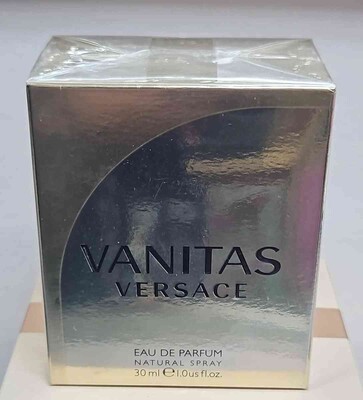 VANITAS
VERSACE
EAU DE PARFUM
NATURAL SPRAY
30 ml ℮ 1.0 us fl.oz.